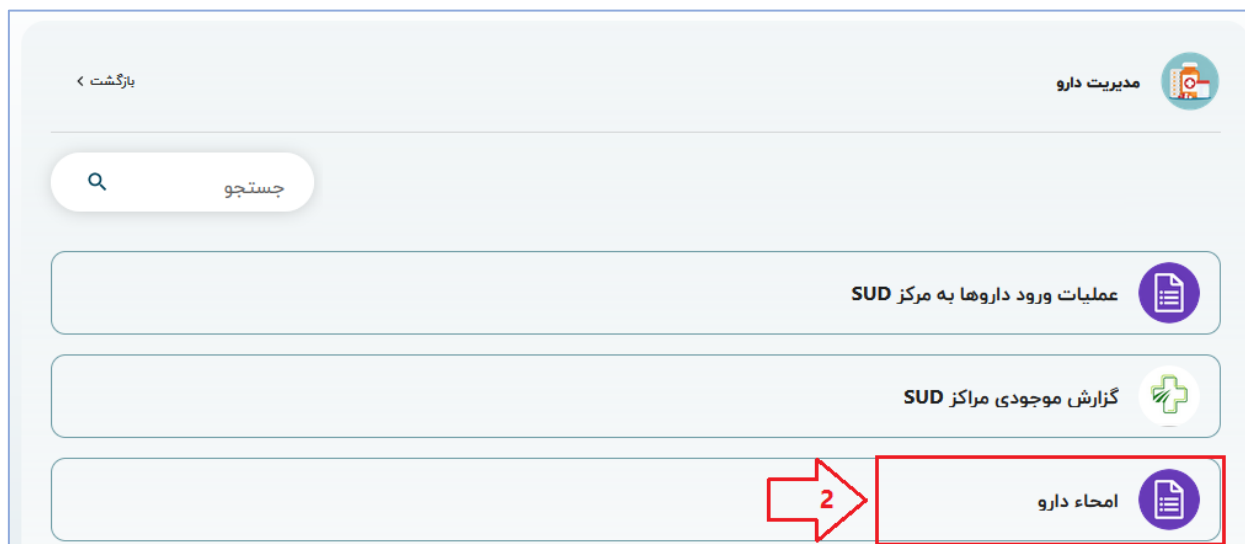 مدیریت دارو
بازگشت ›
جستجو
عملیات ورود داروها به مرکز SUD
گزارش موجودی مراکز SUD
امحاء دارو
2